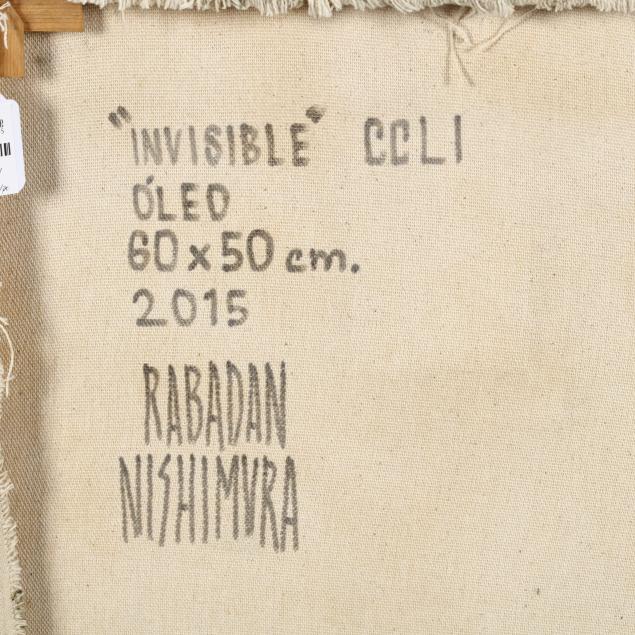 "INVISIBLE" CCLI
ÓLEO
60 x 50 cm.
2015
RABADAN
NISHIMURA